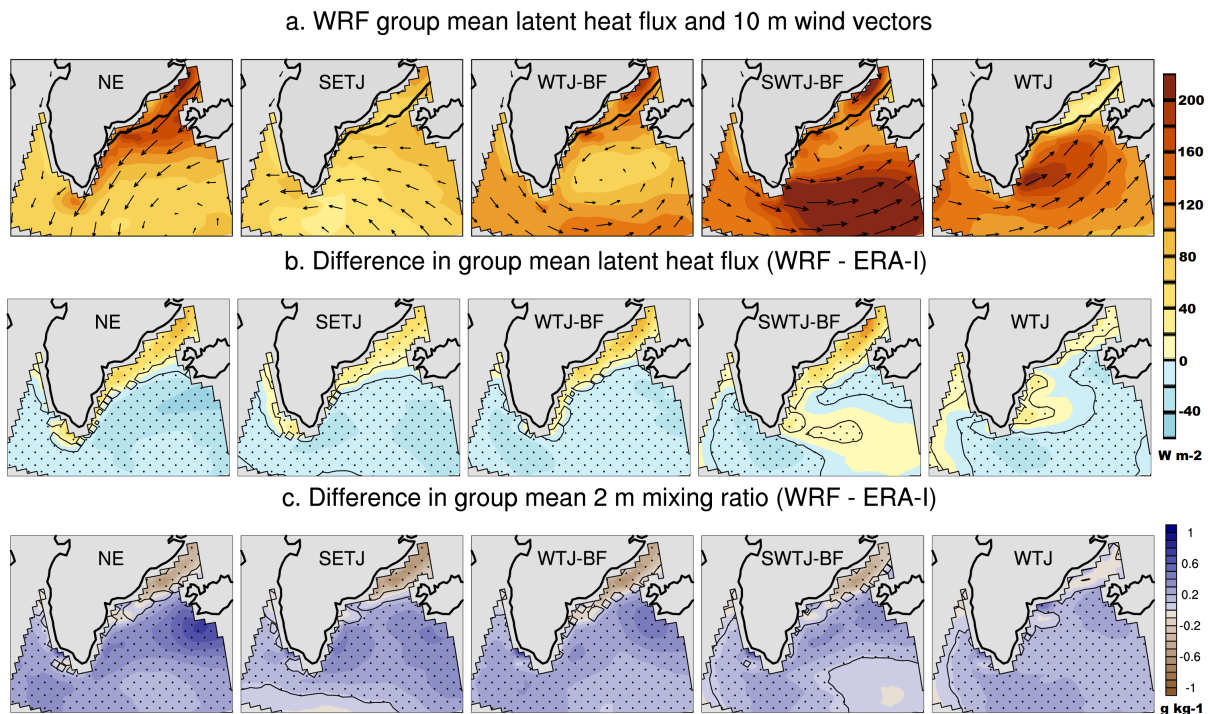 a. WRF group mean latent heat flux and 10 m wind vectors
NE SETJ WTJ-BF SWTJ-BF WTJ
200
160
120
80
40
0
-40
W m-2
b. Difference in group mean latent heat flux (WRF - ERA-I)
NE SETJ WTJ-BF SWTJ-BF WTJ
c. Difference in group mean 2 m mixing ratio (WRF - ERA-I)
NE SETJ WTJ-BF SWTJ-BF WTJ
1
0.6
0.2
-0.2
-0.6
-1
g kg-1